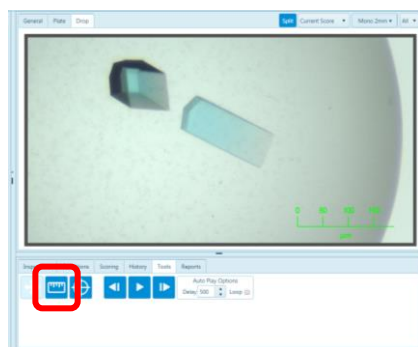 General Plate Drop Split Current Score Mono 2min All
0 50 100 150
µm
Scoring History Tools Reports
Auto Play Options
Delay 500 Loop